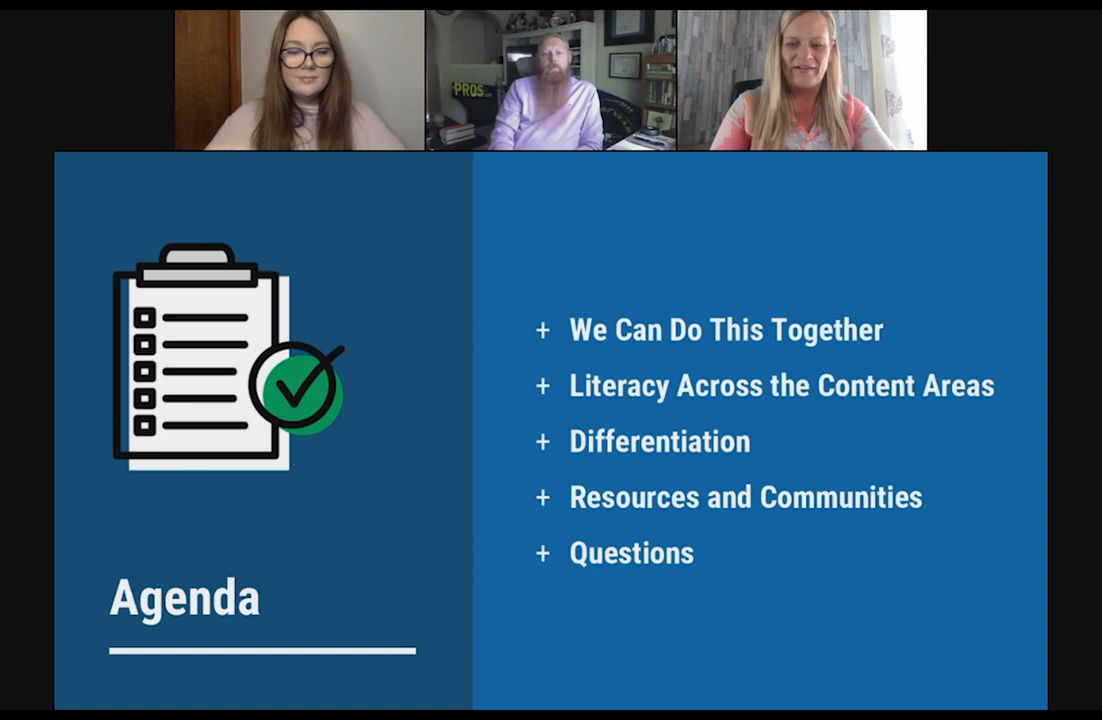 PROS
We Can Do This Together
Literacy Across the Content Areas
Differentiation
Resources and Communities
Questions
Agenda